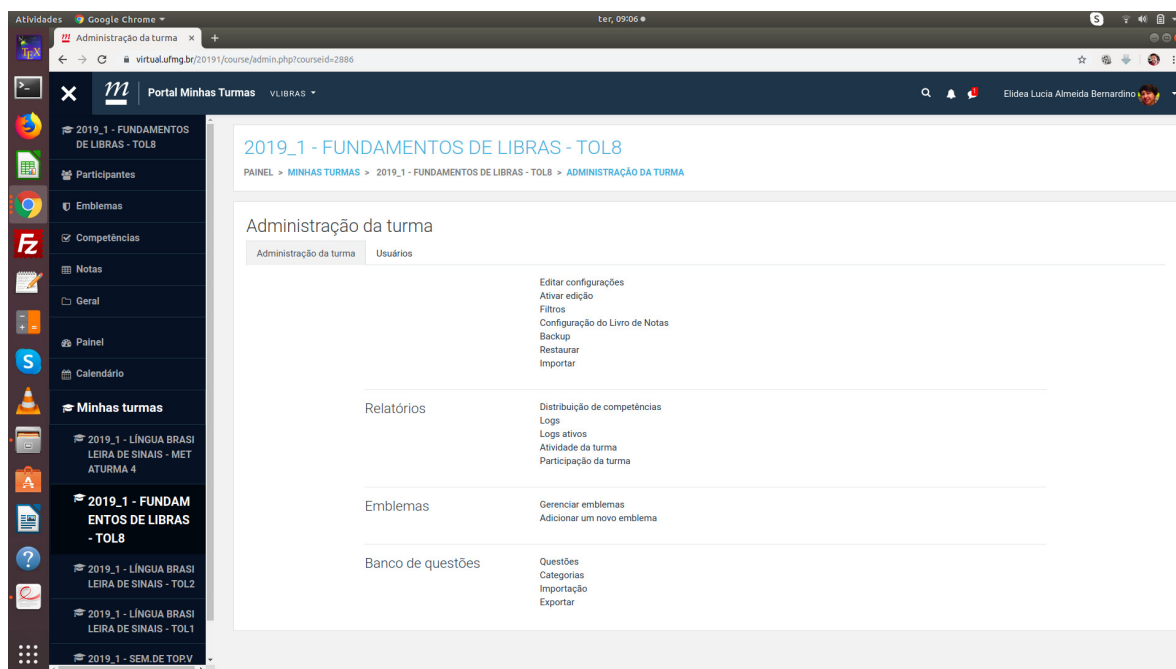 Atividades Google Chrome ▾
ter, 09:06 ●
S
TEX
m Administração da turma × +
virtual.ufmg.br/20191/course/admin.php?courseid=2886
× m Portal Minhas Turmas VLIBRAS
Elidea Lucia Almeida Bernardino
2019_1 - FUNDAMENTOS
DE LIBRAS - TOL8
Participantes
Emblemas
Competências
Notas
Geral
Painel
Calendário
Minhas turmas
2019_1 - LÍNGUA BRASI
LEIRA DE SINAIS - MET
ATURMA 4
2019_1 - FUNDAM
ENTOS DE LIBRAS
- TOL8
2019_1 - LÍNGUA BRASI
LEIRA DE SINAIS - TOL2
2019_1 - LÍNGUA BRASI
LEIRA DE SINAIS - TOL1
2019_1 - SEM.DE TOP.V
2019_1 - FUNDAMENTOS DE LIBRAS - TOL8
PAINEL > MINHAS TURMAS > 2019_1 - FUNDAMENTOS DE LIBRAS - TOL8 > ADMINISTRAÇÃO DA TURMA
Administração da turma
Administração da turma Usuários
Editar configurações
Ativar edição
Filtros
Configuração do Livro de Notas
Backup
Restaurar
Importar
Relatórios
Distribuição de competências
Logs
Logs ativos
Atividade da turma
Participação da turma
Emblemas
Gerenciar emblemas
Adicionar um novo emblema
Banco de questões
Questões
Categorias
Importação
Exportar